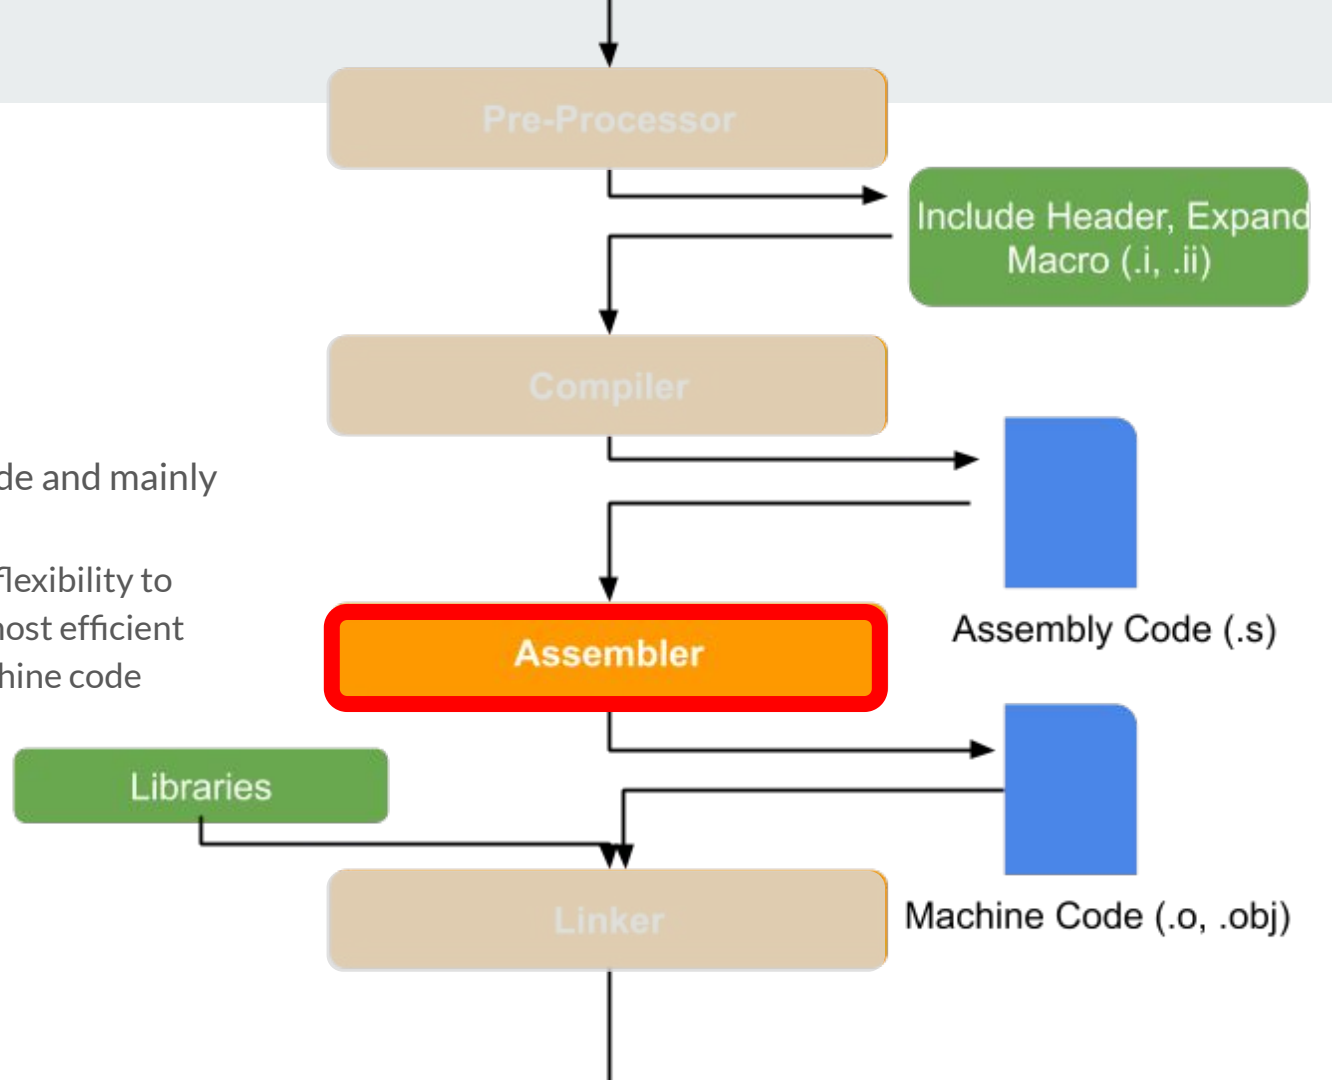 Pre-Processor
Include Header, Expand
Macro (.i, .ii)
Compiler
de and mainly
flexibility to
most efficient
hine code
Assembly Code (.s)
Assembler
Libraries
Linker
Machine Code (.o, .obj)